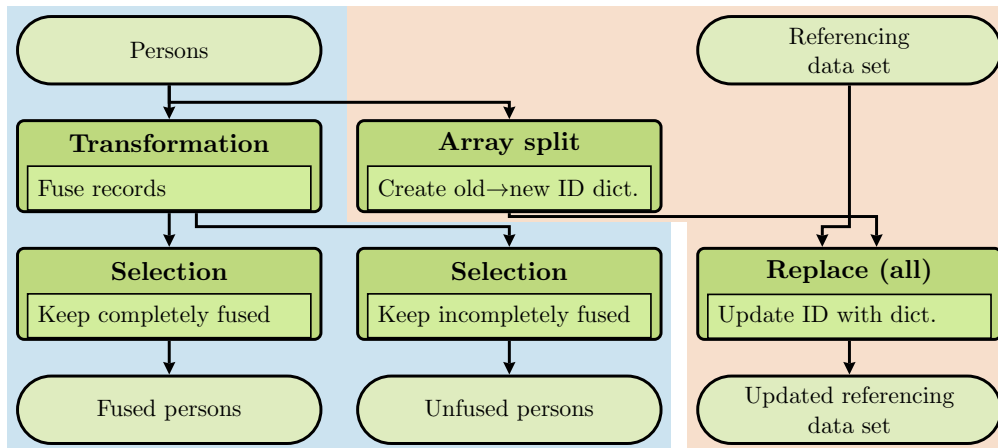 Persons
Referencing
data set
Transformation
Fuse records
Array split
Create old→new ID dict.
Selection
Keep completely fused
Selection
Keep incompletely fused
Replace (all)
Update ID with dict.
Fused persons
Unfused persons
Updated referencing
data set